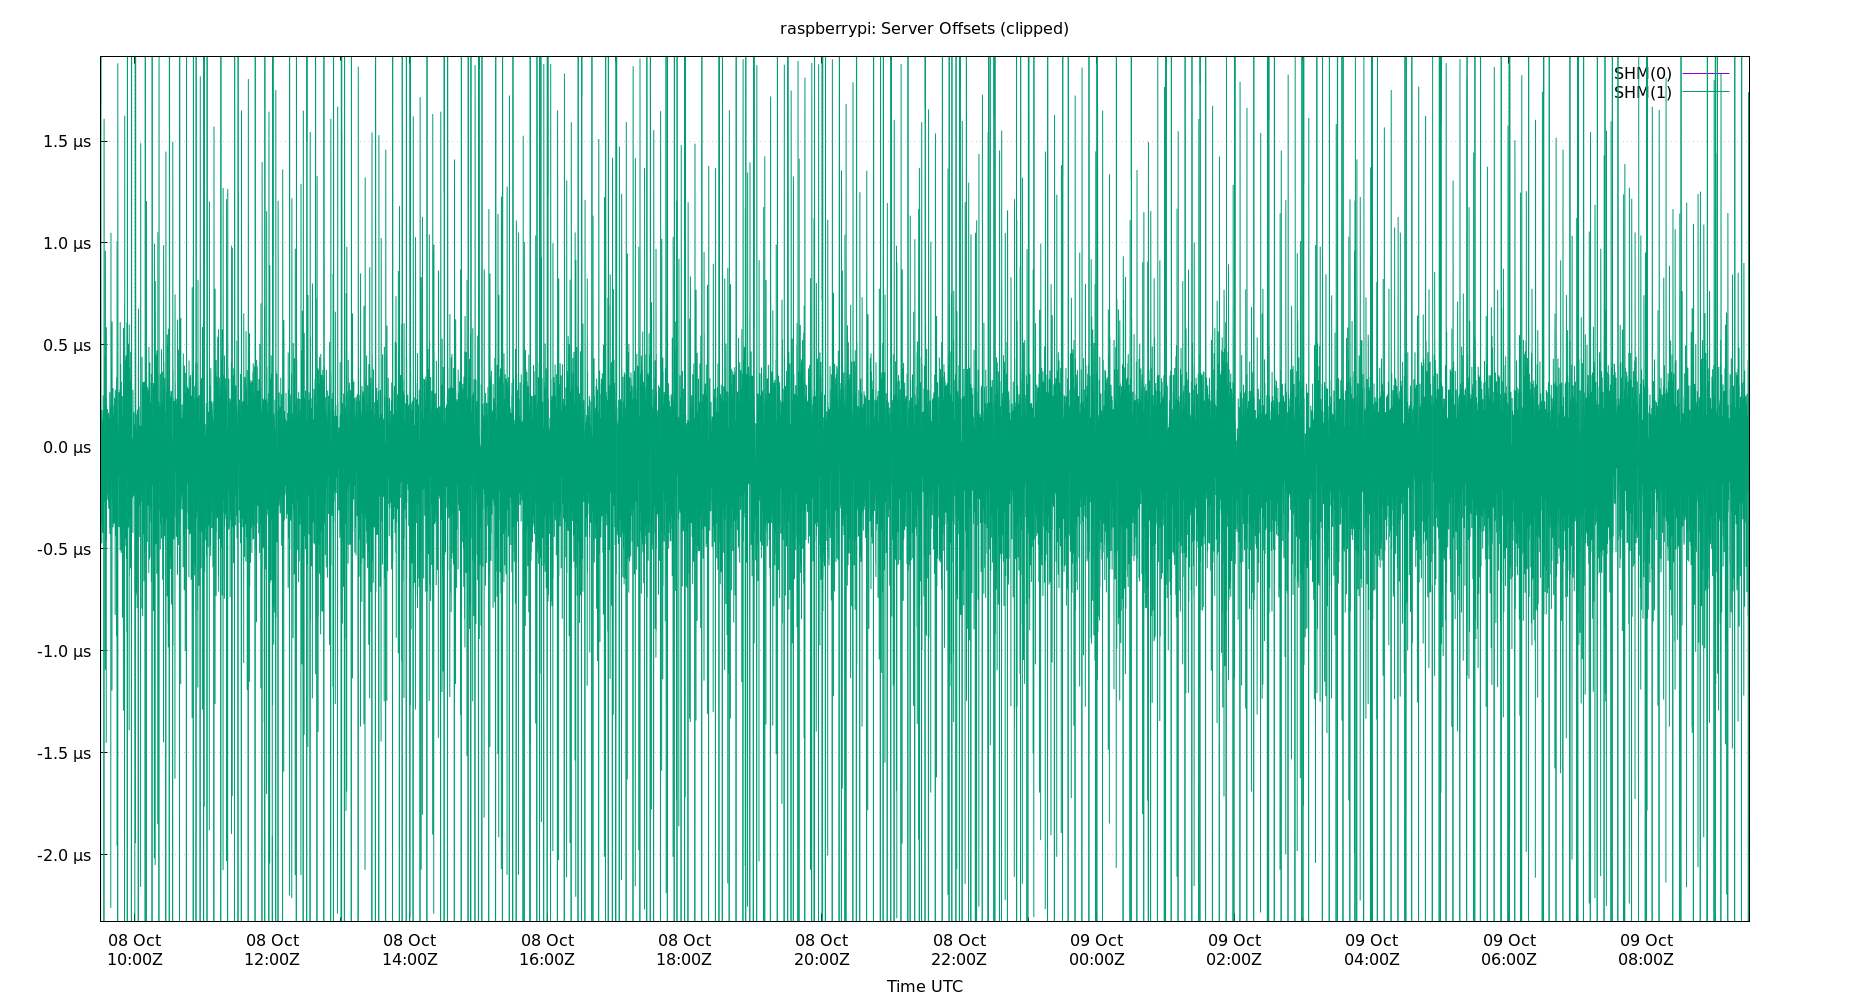 raspberrypi: Server Offsets (clipped)
SHM(0)
SHM(1)
1.5 µs
1.0 µs
0.5 µs
0.0 µs
-0.5 µs
-1.0 µs
-1.5 µs
-2.0 µs
08 Oct 08 Oct 08 Oct 08 Oct 08 Oct 08 Oct 08 Oct 09 Oct 09 Oct 09 Oct 09 Oct 09 Oct
10:00Z 12:00Z 14:00Z 16:00Z 18:00Z 20:00Z 22:00Z 00:00Z 02:00Z 04:00Z 06:00Z 08:00Z
Time UTC